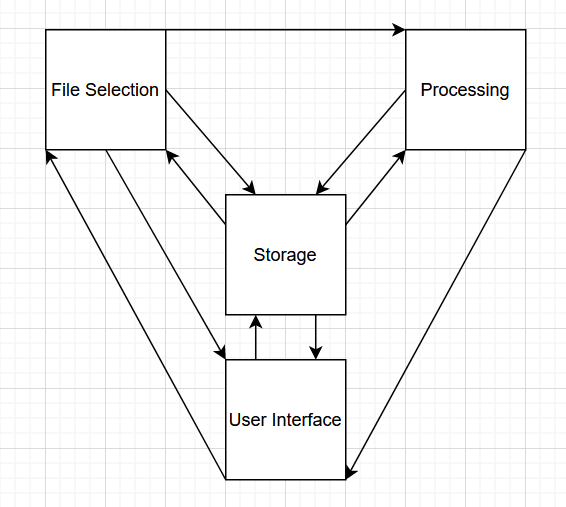 File Selection
Processing
Storage
User Interface